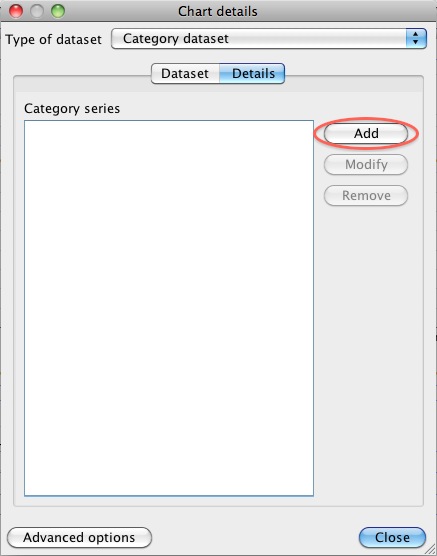 Chart details
Type of dataset Category dataset
Dataset Details
Category series
Add
Modify
Remove
Advanced options Close